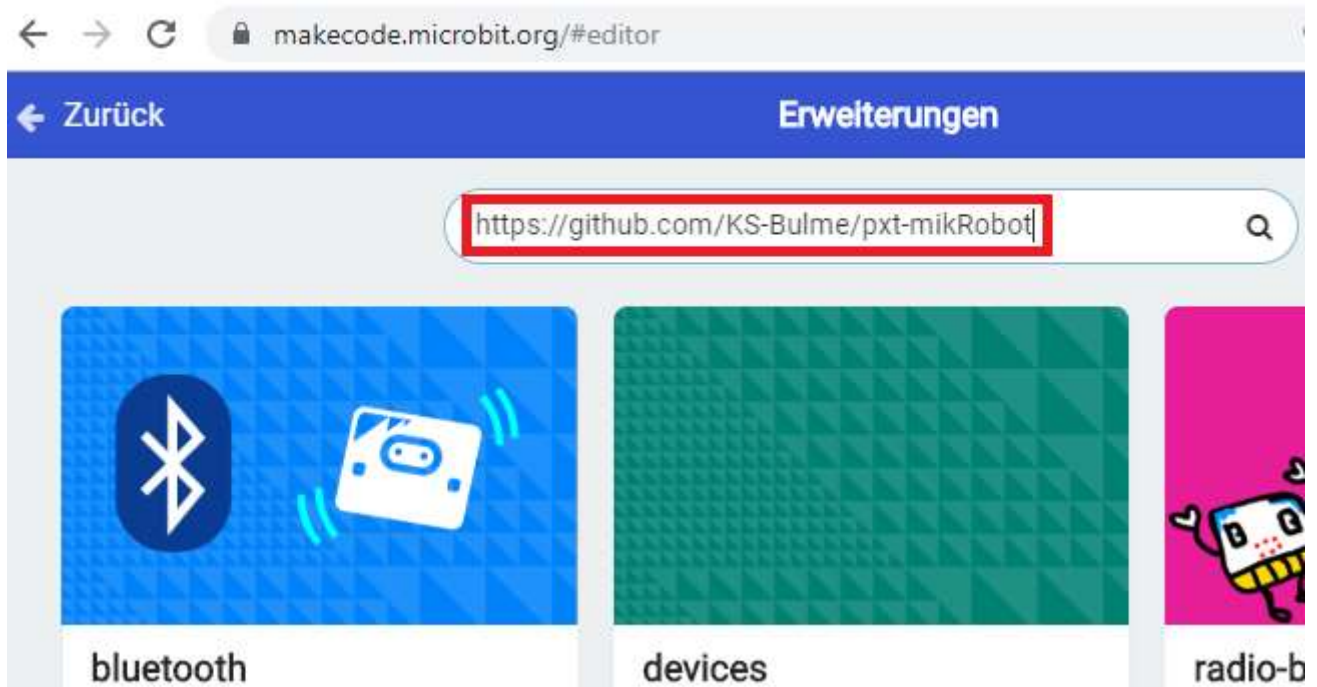 makecode.microbit.org/#editor
Zurück
Erweiterungen
https://github.com/KS-Bulme/pxt-mikRobot
bluetooth
devices
radio-b